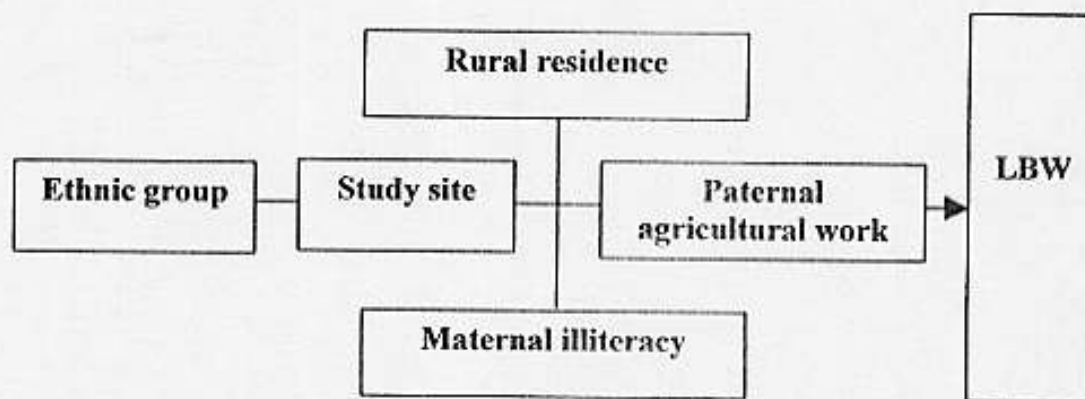 Rural residence
Ethnic group
Study site
Paternal
agricultural work
LBW
Maternal illiteracy